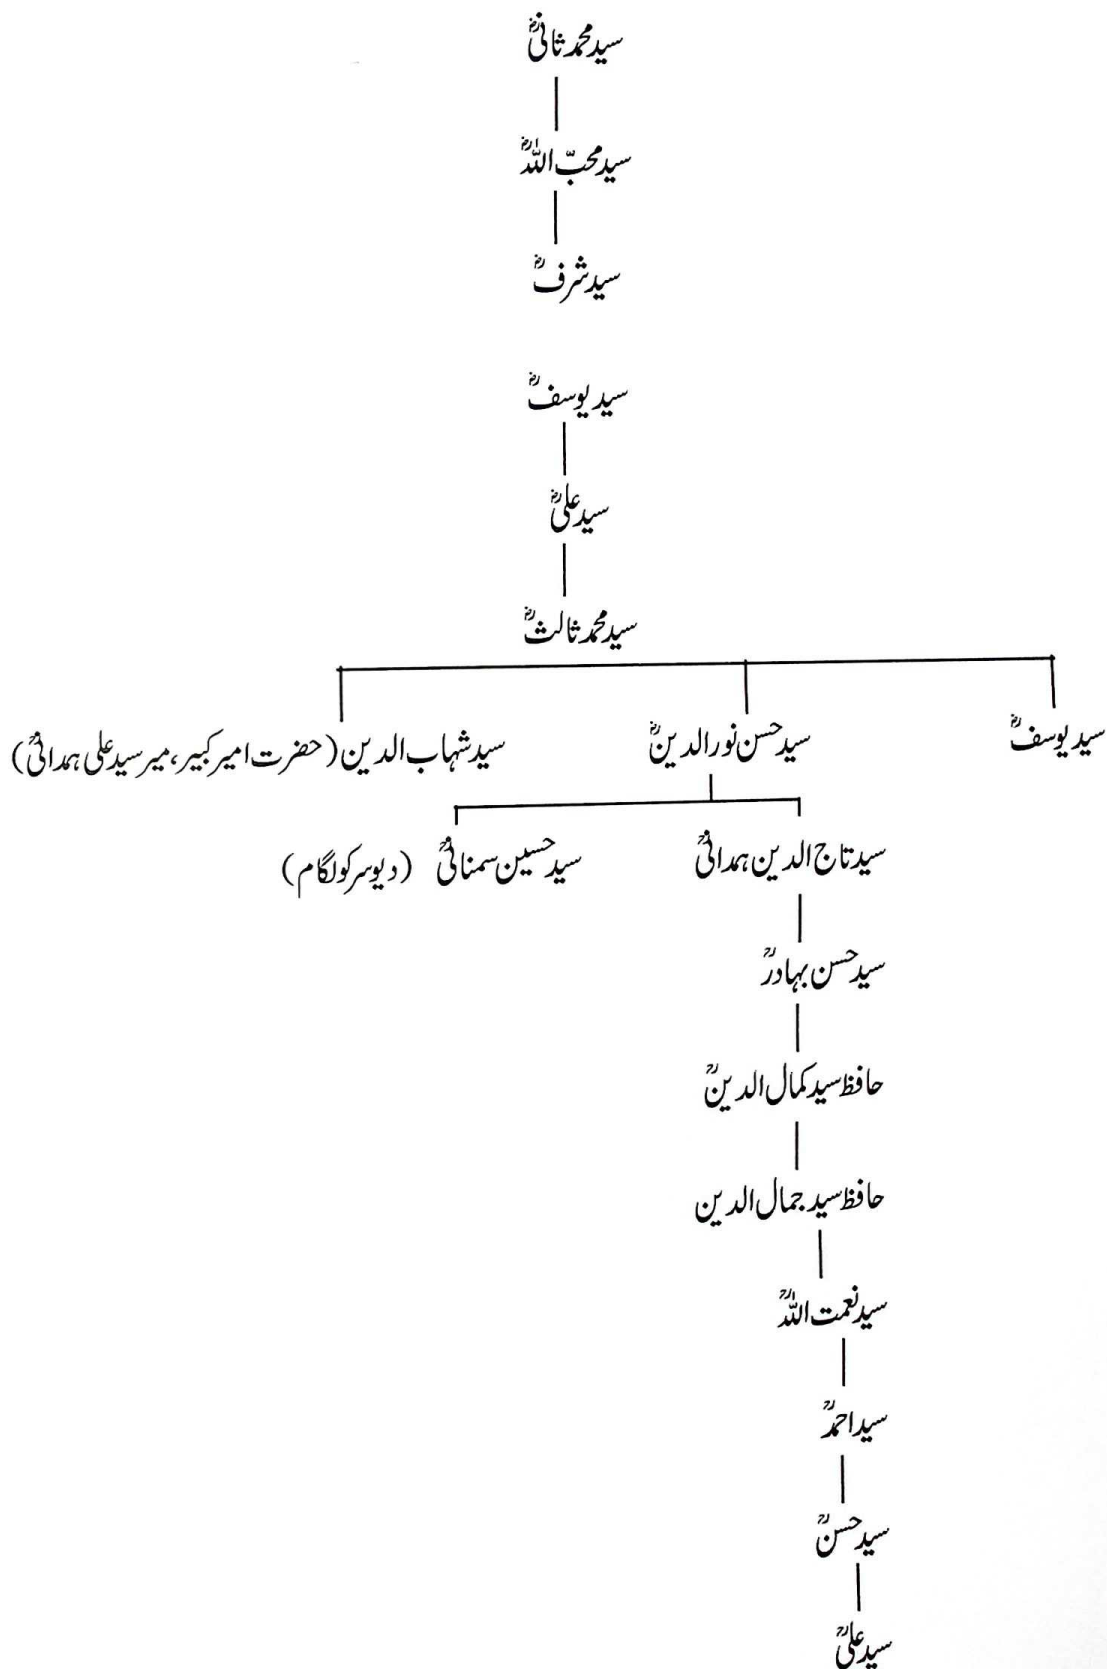 سید محمد ثانیؓ
سید محبّ اللہؓ
سید شرفؓ
سید یوسفؓ
سید علیؓ
سید محمد ثالثؓ
سید یوسفؓ سید حسن نورالدینؓ سید شہاب الدین (حضرت امیر کبیر، میر سید علی ہمدانیؒ)
سید تاج الدین ہمدانیؒ سید حسین سمنانیؒ (دیوسر کولگام)
سید حسن بہادرؒ
حافظ سید کمال الدینؒ
حافظ سید جمال الدین
سید نعمت اللہؒ
سید احمدؒ
سید حسنؒ
سید علیؒ